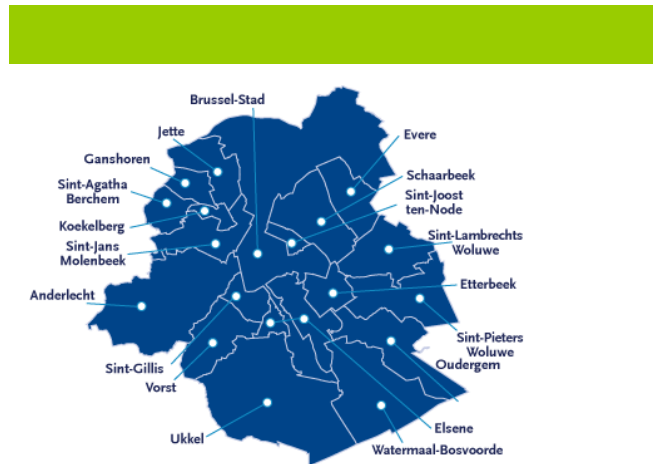 Brussel-Stad
Jette
Evere
Ganshoren
Schaarbeek
Sint-Agatha
Berchem
Sint-Joost
ten-Node
Koekelberg
Sint-Lambrechts
Woluwe
Sint-Jans
Molenbeek
Etterbeek
Anderlecht
Sint-Pieters
Woluwe
Oudergem
Sint-Gillis
Vorst
Elsene
Ukkel
Watermaal-Bosvoorde